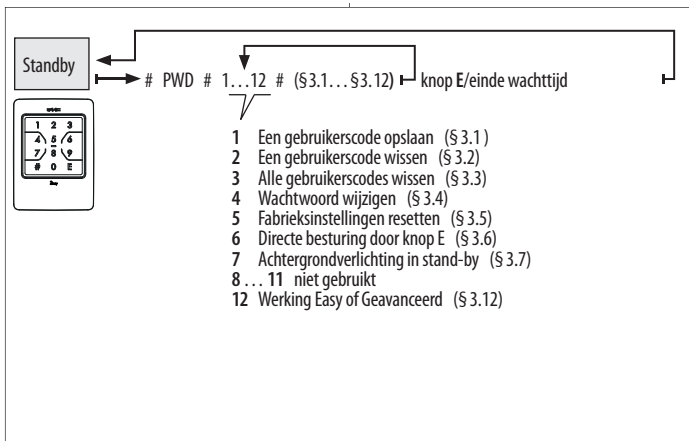 Standby
# PWD # 1...12 # (§ 3.1...§ 3.12) knop E/einde wachttijd
1 2 3
4 5 6
7 8 9
# 0 E
1 Een gebruikerscode opslaan (§ 3.1 )
2 Een gebruikerscode wissen (§ 3.2)
3 Alle gebruikerscodes wissen (§ 3.3)
4 Wachtwoord wijzigen (§ 3.4)
5 Fabrieksinstellingen resetten (§ 3.5)
6 Directe besturing door knop E (§ 3.6)
7 Achtergrondverlichting in stand-by (§ 3.7)
8 ... 11 niet gebruikt
12 Werking Easy of Geavanceerd (§ 3.12)